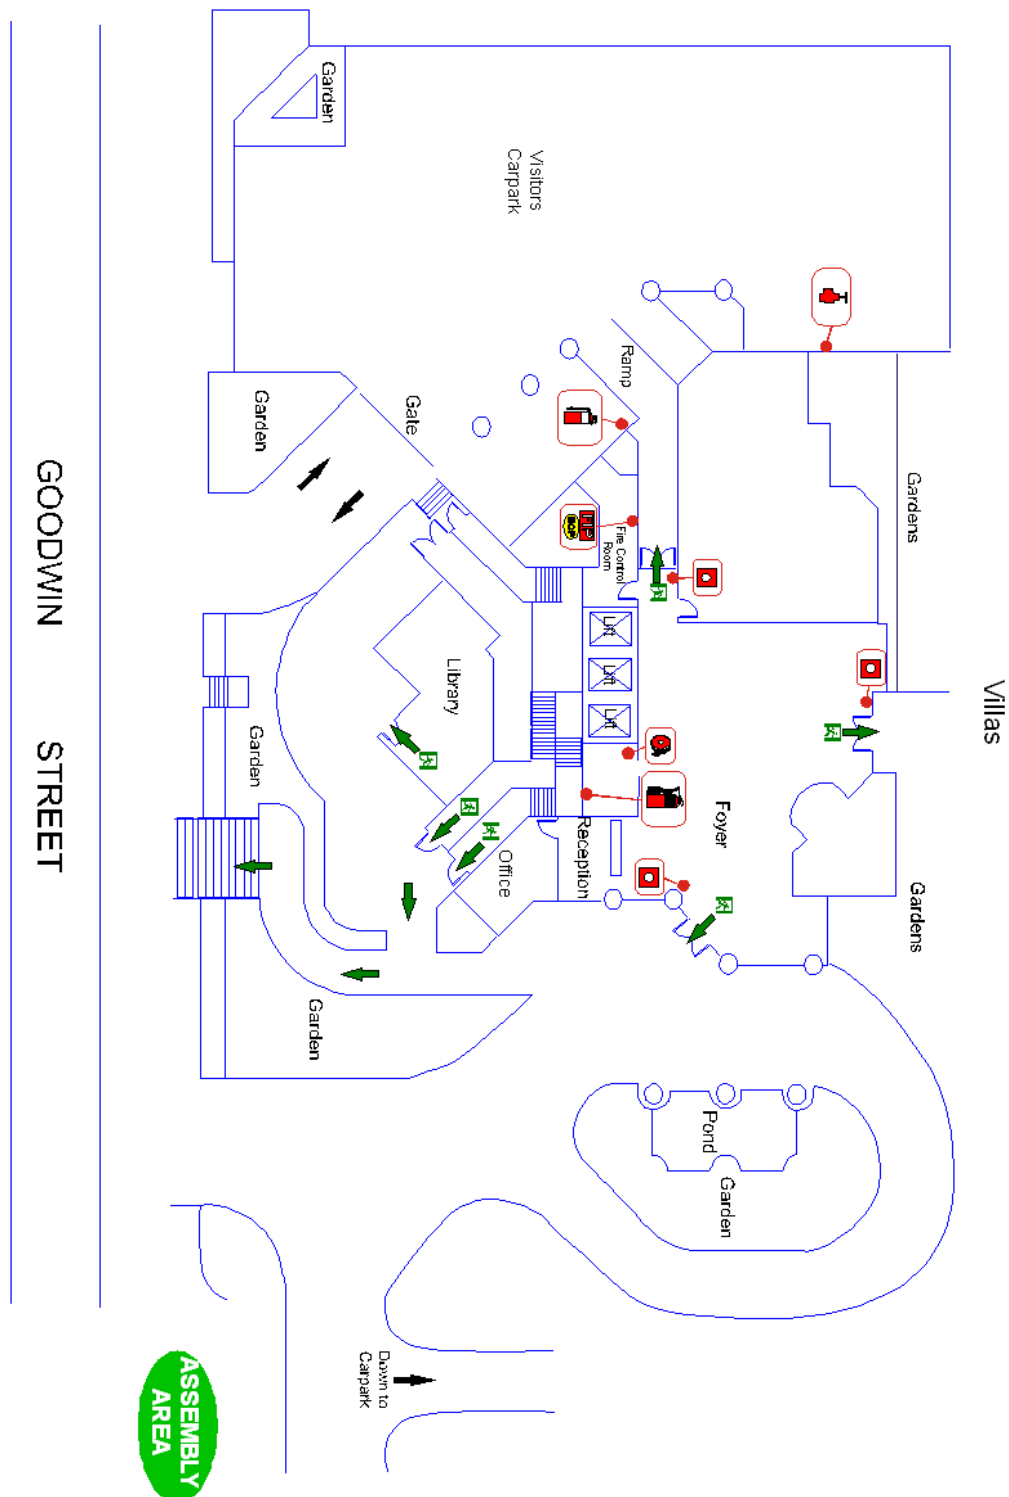 Villas
Gardens
Gardens
Foyer
Garden
Pond
Ramp
Fire Control
Room
Lift
Lift
Lift
FIP
Reception
Visitors
Carpark
Office
Library
Gate
Down to
Carpark
Garden
Garden
Garden
Garden
ASSEMBLY
AREA
GOODWIN STREET